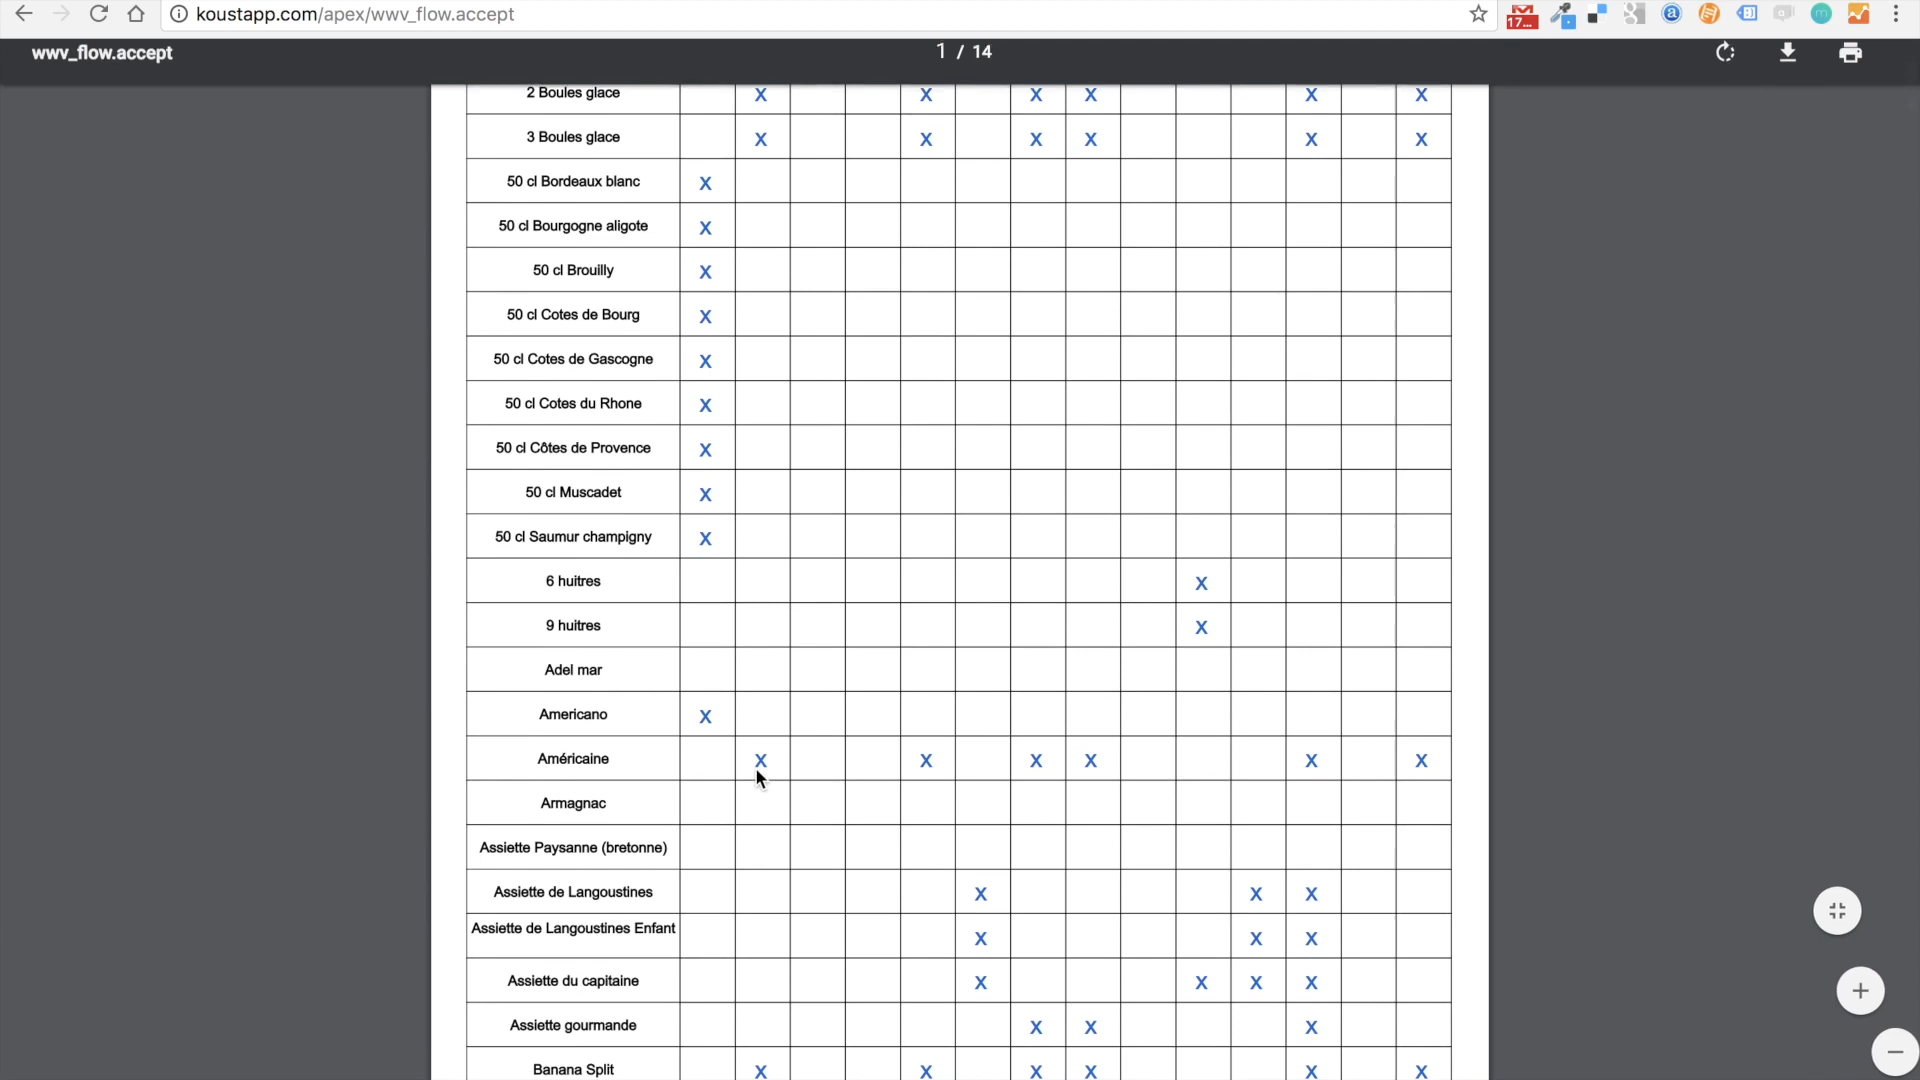 koustapp.com/apex/wwv_flow.accept
17...
wwv_flow.accept
1 / 14
2 Boules glace X X X X X X
3 Boules glace X X X X X X
50 cl Bordeaux blanc X
50 cl Bourgogne aligote X
50 cl Brouilly X
50 cl Cotes de Bourg X
50 cl Cotes de Gascogne X
50 cl Cotes du Rhone X
50 cl Côtes de Provence X
50 cl Muscadet X
50 cl Saumur champigny X
6 huitres X
9 huitres X
Adel mar
Americano X
Américaine X X X X X X
Armagnac
Assiette Paysanne (bretonne)
Assiette de Langoustines X X X
Assiette de Langoustines Enfant X X X
Assiette du capitaine X X X X
Assiette gourmande X X X
Banana Split X X X X X X